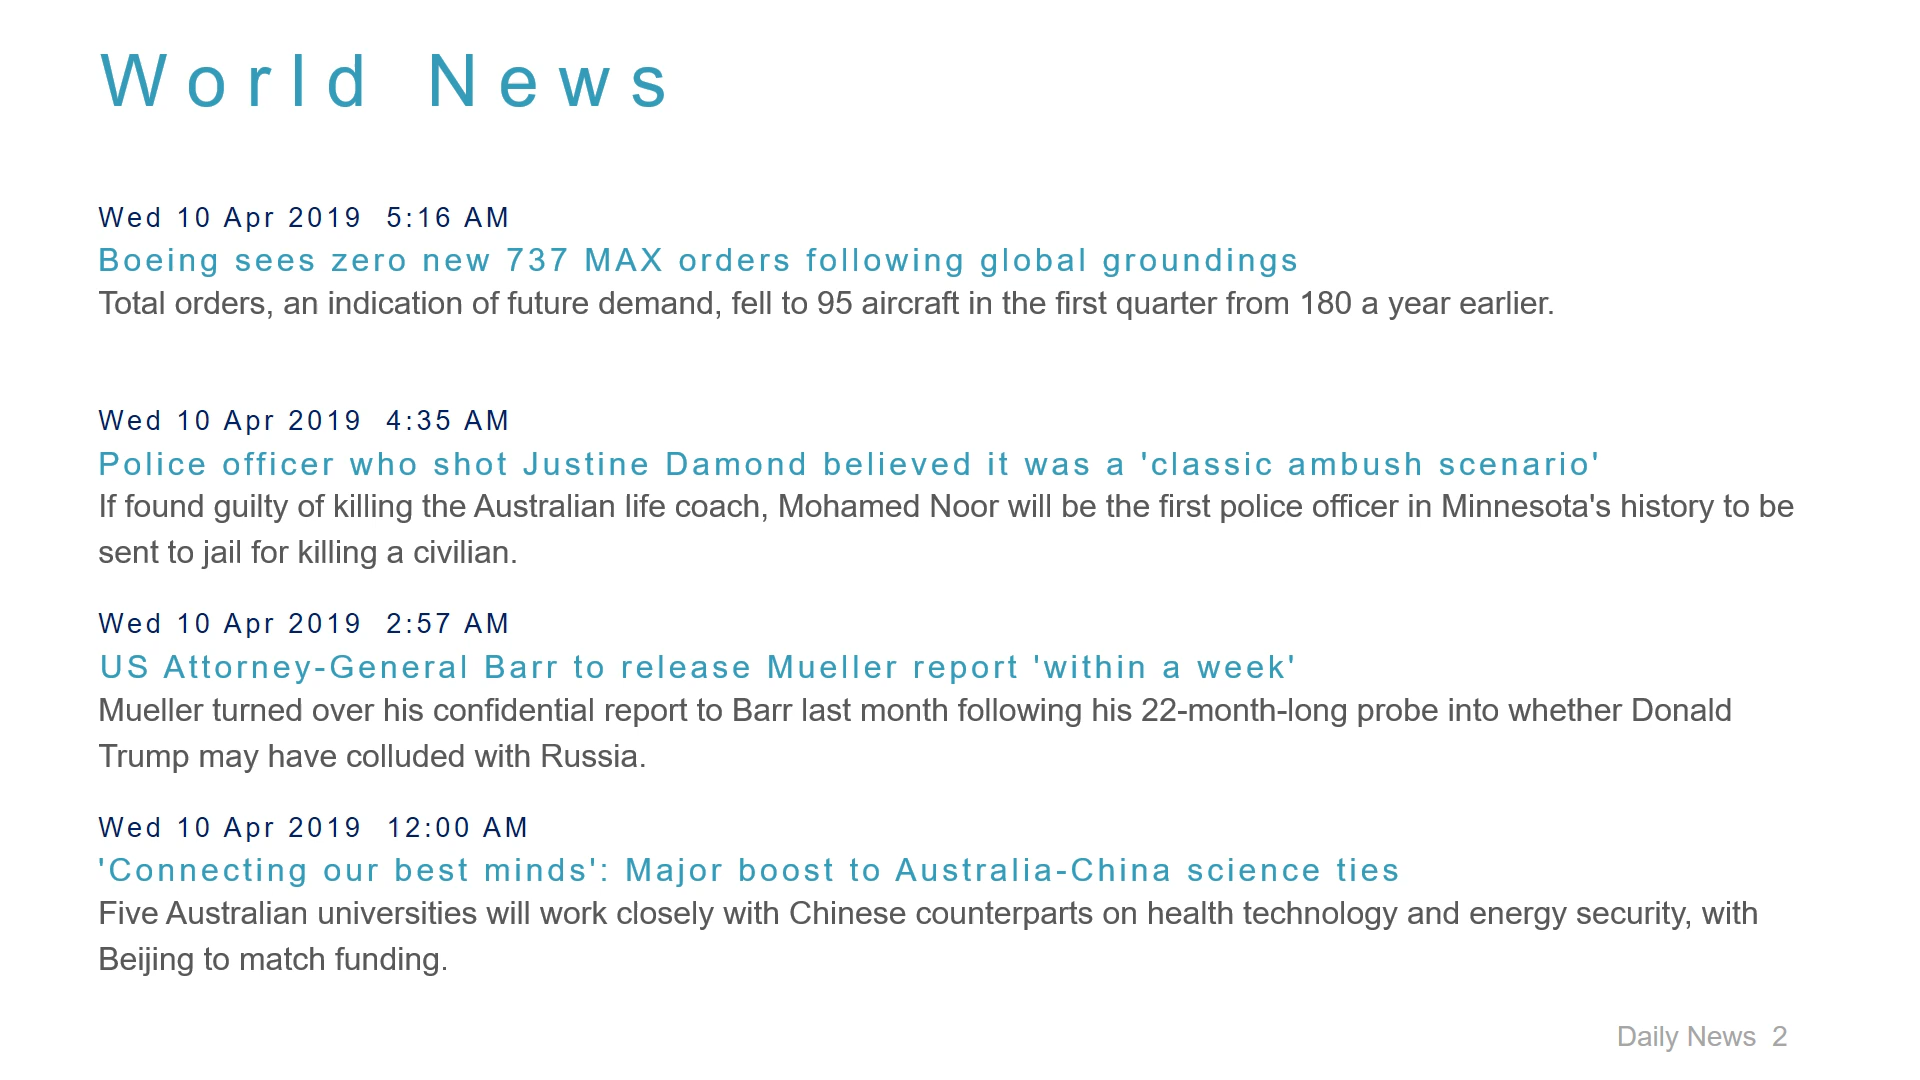 World News
Wed 10 Apr 2019  5:16 AM
Boeing sees zero new 737 MAX orders following global groundings
Total orders, an indication of future demand, fell to 95 aircraft in the first quarter from 180 a year earlier.
Wed 10 Apr 2019  4:35 AM
Police officer who shot Justine Damond believed it was a 'classic ambush scenario'
If found guilty of killing the Australian life coach, Mohamed Noor will be the first police officer in Minnesota's history to be
sent to jail for killing a civilian.
Wed 10 Apr 2019  2:57 AM
US Attorney-General Barr to release Mueller report 'within a week'
Mueller turned over his confidential report to Barr last month following his 22-month-long probe into whether Donald
Trump may have colluded with Russia.
Wed 10 Apr 2019  12:00 AM
'Connecting our best minds': Major boost to Australia-China science ties
Five Australian universities will work closely with Chinese counterparts on health technology and energy security, with
Beijing to match funding.
Daily News  2